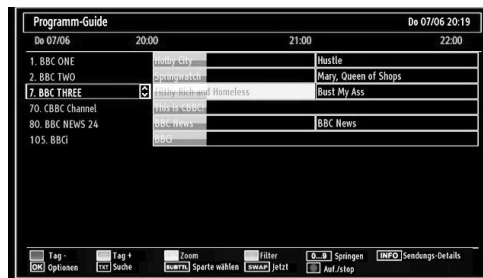 Programm-Guide Do 07/06 20:19
Do 07/06 20:00 21:00 22:00
1. BBC ONE Holby City Hustle
2. BBC TWO Springwatch Mary, Queen of Shops
7. BBC THREE Filthy Rich and Homeless Bust My Ass
70. CBBC Channel This is CBBC!
80. BBC NEWS 24 BBC News BBC News
105. BBCi BBCi
Tag - Tag + Zoom Filter 0...9 Springen INFO Sendungs-Details
OK Optionen TXT Suche SUBTTL Sparte wählen SWAP Jetzt Auf./stop